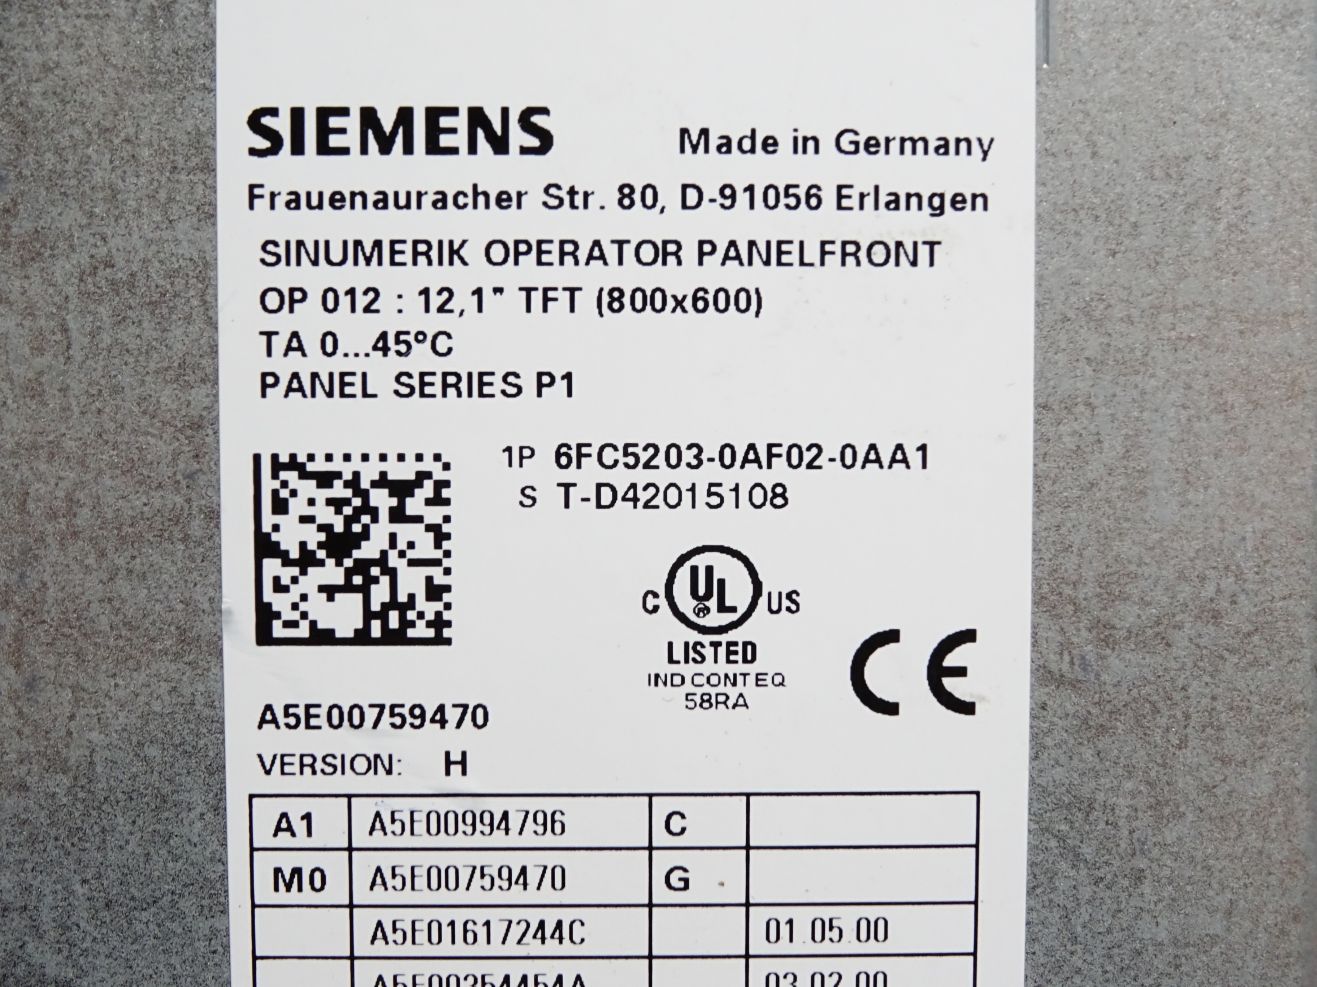 SIEMENS Made in Germany
Frauenauracher Str. 80, D-91056 Erlangen
SINUMERIK OPERATOR PANELFRONT
OP 012 : 12,1" TFT (800x600)
TA 0...45°C
PANEL SERIES P1
1P 6FC5203-0AF02-0AA1
S T-D42015108
C UL ® US
LISTED
IND CONT EQ
58RA
CE
A5E00759470
VERSION: H
A1 A5E00994796 C
M0 A5E00759470 G
A5E01617244C 01.05.00
A5E00254454A 03.02.00